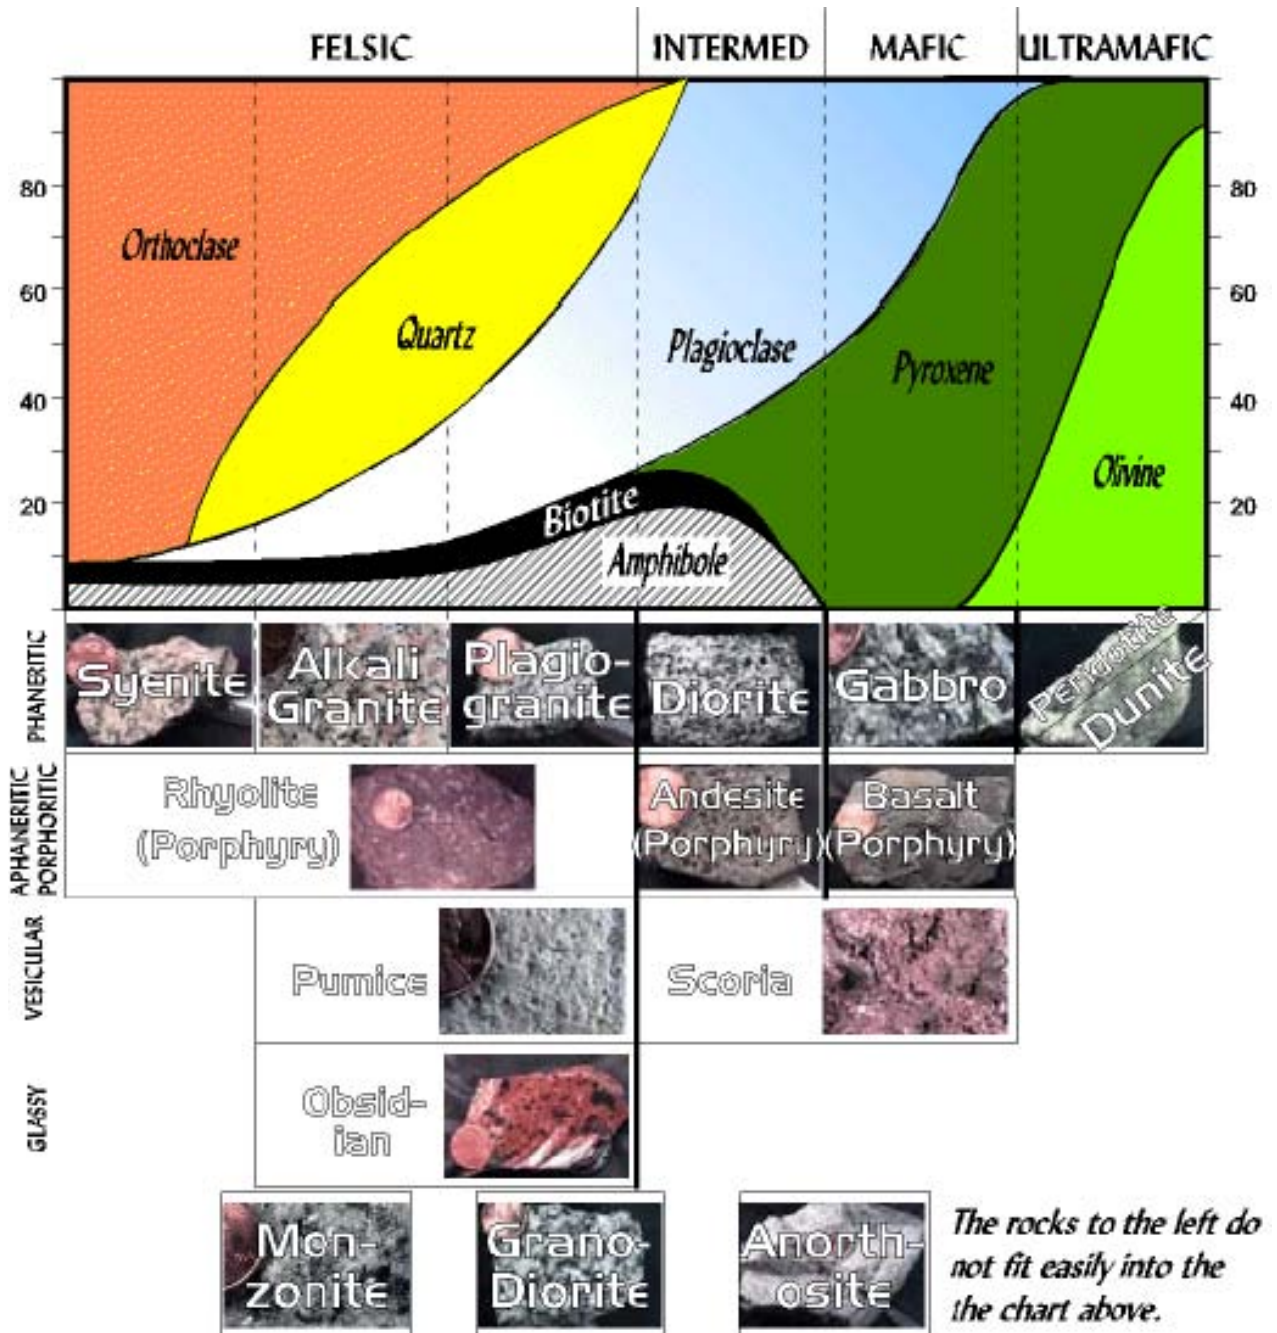 FELSIC INTERMED MAFIC ULTRAMAFIC
80 80
Orthoclase
60 60
Quartz
Plagioclase
Pyroxene
40 40
Olivine
20 20
Biotite
Amphibole
PHANERITIC
Syenite
Alkali
Granite
Plagio-
granite
Diorite
Gabbro
Peridotite
Dunite
APHANERITIC
PORPHORITIC
Rhyolite
(Porphyry)
Andesite
(Porphyry)
Basalt
(Porphyry)
VESICULAR
Pumice
Scoria
GLASSY
Obsid-
ian
Mon-
zonite
Grano-
Diorite
Anorth-
osite
The rocks to the left do
not fit easily into the
the chart above.